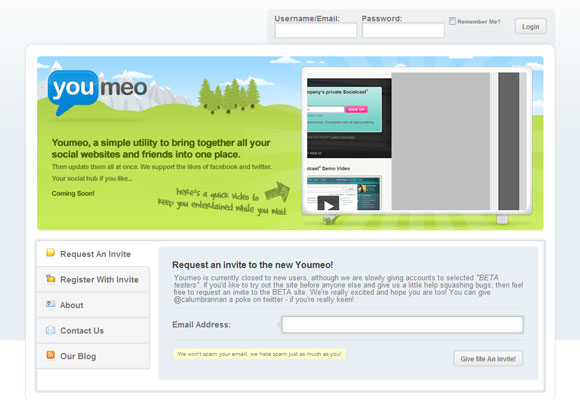 Username/Email: Password: Remember Me? Login
youmeo
Youmeo, a simple utility to bring together all your
social websites and friends into one place.
Then update them all at once. We support the likes of facebook and twitter.
Your social hub if you like...
Coming Soon!
here's a quick video to
keep you entertained while you wait
ompany's private Socialcast
SIGN UP
ialcast Demo Video
Request An Invite
Register With Invite
About
Contact Us
Our Blog
Request an invite to the new Youmeo!
Youmeo is currently closed to new users, although we are slowly giving accounts to selected "BETA
testers". If you'd like to try out the site before anyone else and give us a little help squashing bugs, then feel
free to request an invite to the BETA site. We're really excited and hope you are too! You can give
@calumbrannan a poke on twitter - if you're really keen!
Email Address:
We won't spam your email, we hate spam just as much as you!
Give Me An Invite!